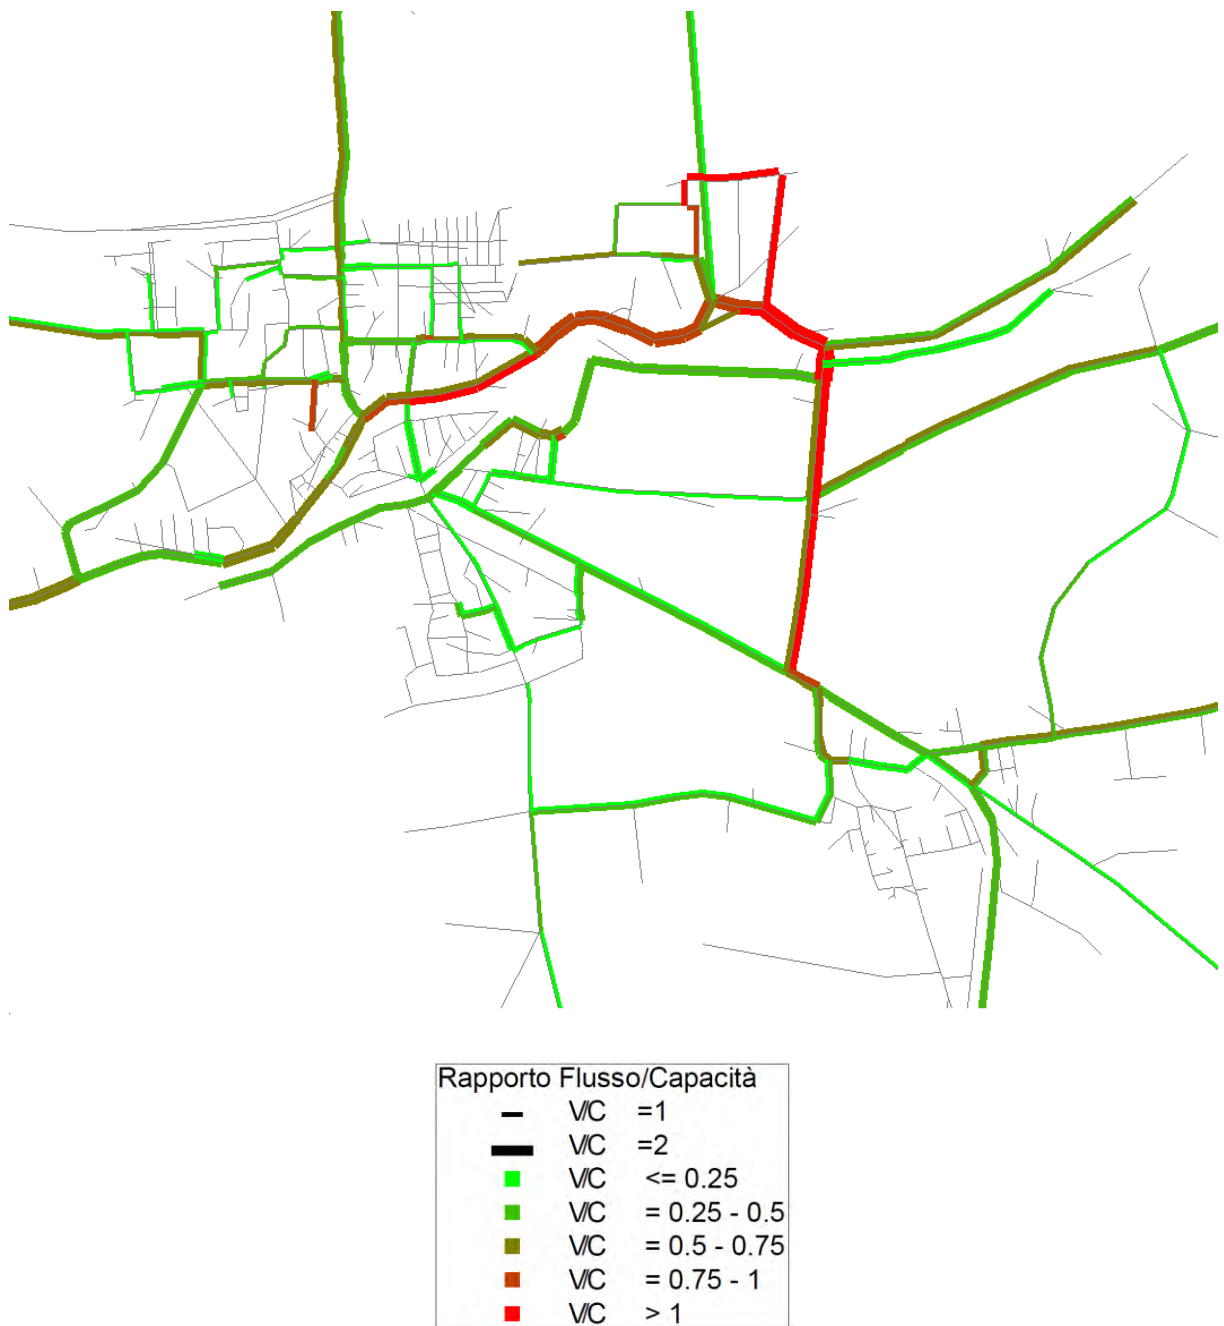 Rapporto Flusso/Capacità
V/C =1
V/C =2
V/C <= 0.25
V/C = 0.25 - 0.5
V/C = 0.5 - 0.75
V/C = 0.75 - 1
V/C > 1